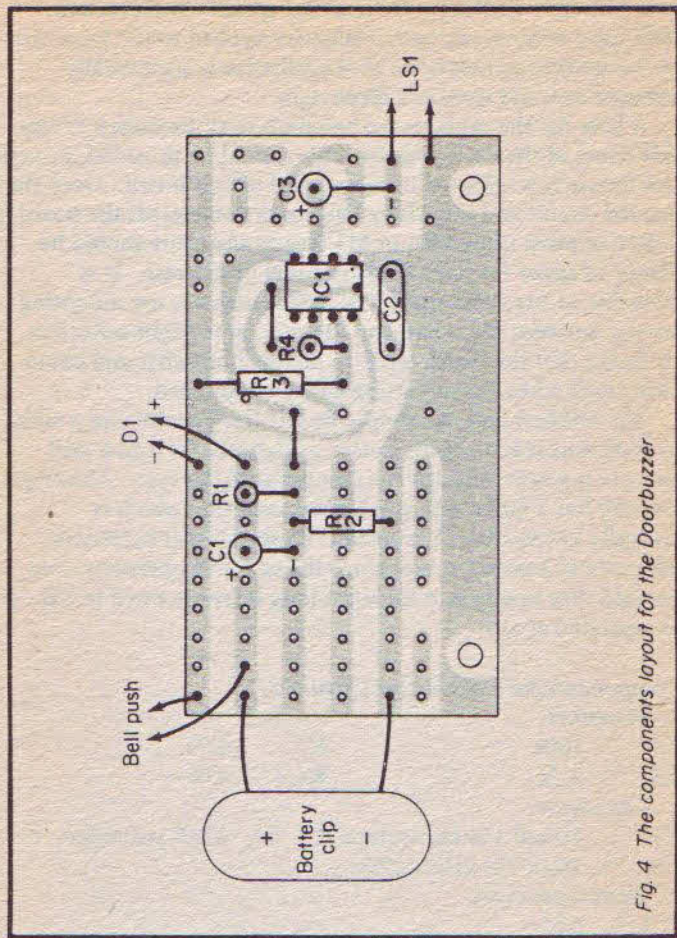 LS1
C3
+
-
IC1
C2
R4
R3
D1
- +
R1
R2
C1
+
-
Bell push
+
Battery
clip
-
Fig. 4 The components layout for the Doorbuzzer